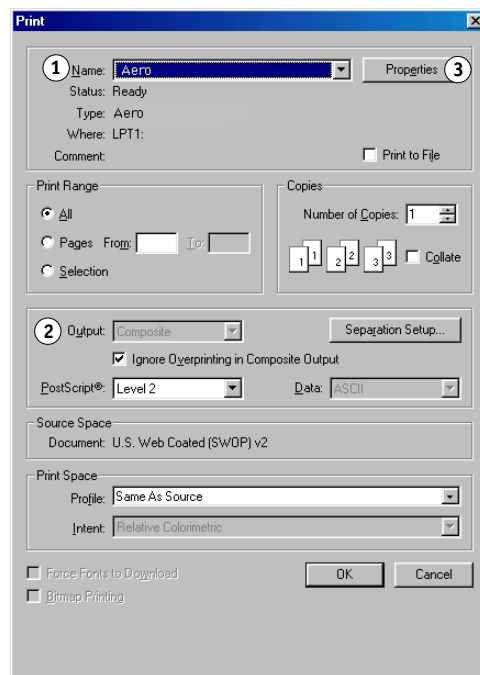 Print
1 Name: Aero Properties 3
Status: Ready
Type: Aero
Where: LPT1:
Comment: Print to File
Print Range
All
Pages From: To:
Selection
Copies
Number of Copies: 1
1 1 2 2 3 3 Collate
2 Output: Composite Separation Setup...
Ignore Overprinting in Composite Output
PostScript®: Level 2 Data: ASCII
Source Space
Document: U.S. Web Coated (SWOP) v2
Print Space
Profile: Same As Source
Intent: Relative Colorimetric
Force Fonts to Download OK Cancel
Bitmap Printing